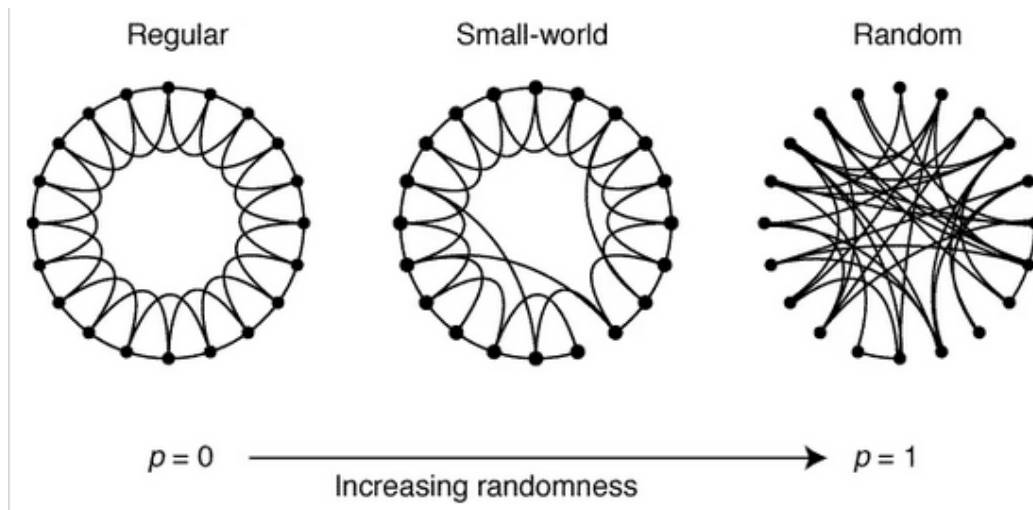 Regular Small-world Random
p = 0 p = 1
Increasing randomness